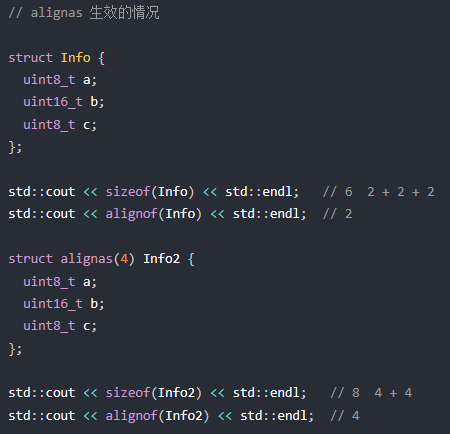 // alignas 生效的情况
struct Info {
uint8_t a;
uint16_t b;
uint8_t c;
};
std::cout << sizeof(Info) << std::endl;   // 6  2 + 2 + 2
std::cout << alignof(Info) << std::endl;  // 2
struct alignas(4) Info2 {
uint8_t a;
uint16_t b;
uint8_t c;
};
std::cout << sizeof(Info2) << std::endl;   // 8  4 + 4
std::cout << alignof(Info2) << std::endl;  // 4